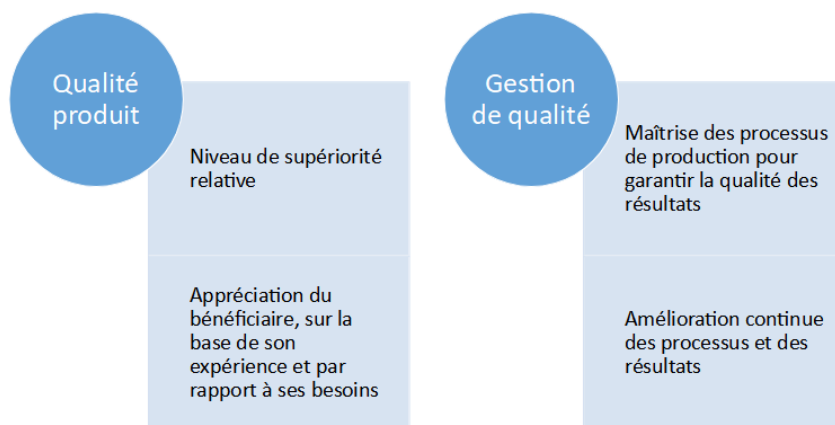 Qualité
produit
Niveau de supériorité
relative
Appréciation du
bénéficiaire, sur la
base de son
expérience et par
rapport à ses besoins
Gestion
de qualité
Maîtrise des processus
de production pour
garantir la qualité des
résultats
Amélioration continue
des processus et des
résultats